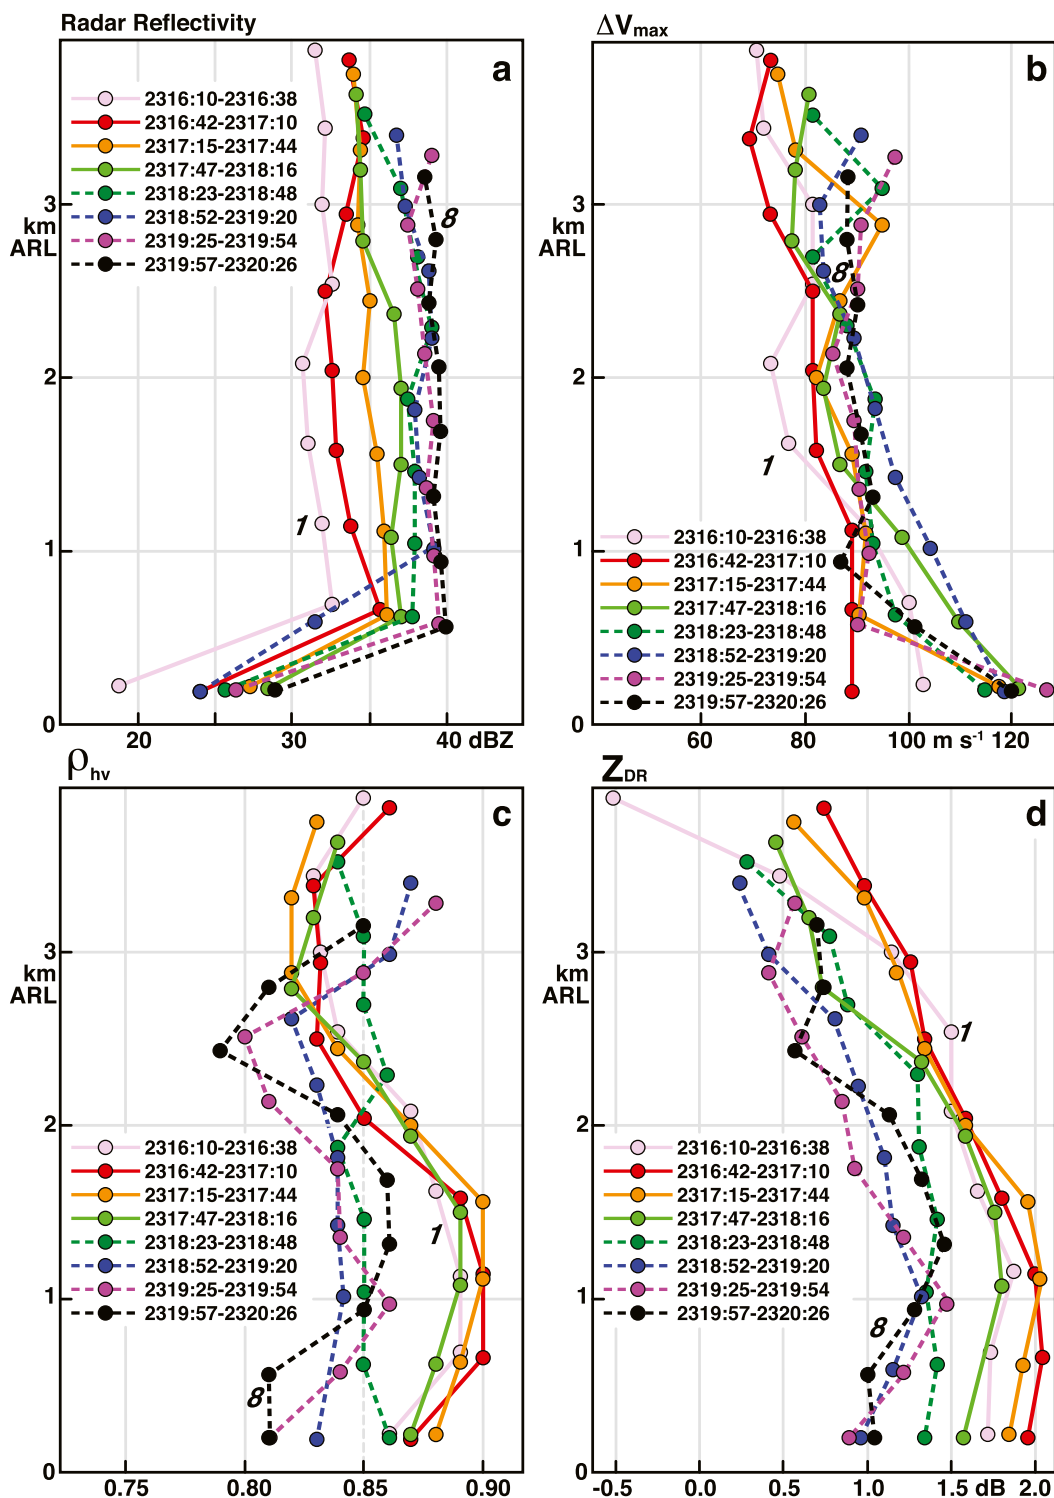 Radar Reflectivity
a
2316:10-2316:38
2316:42-2317:10
2317:15-2317:44
2317:47-2318:16
2318:23-2318:48
2318:52-2319:20
2319:25-2319:54
2319:57-2320:26
3
km
ARL
2
1
0
8
1
20 30 40 dBZ
ΔVmax
b
3
km
ARL
2
1
0
8
1
2316:10-2316:38
2316:42-2317:10
2317:15-2317:44
2317:47-2318:16
2318:23-2318:48
2318:52-2319:20
2319:25-2319:54
2319:57-2320:26
60 80 100 m s-1 120
ρhv
c
3
km
ARL
2
1
0
2316:10-2316:38
2316:42-2317:10
2317:15-2317:44
2317:47-2318:16
2318:23-2318:48
2318:52-2319:20
2319:25-2319:54
2319:57-2320:26
1
8
0.75 0.80 0.85 0.90
ZDR
d
3
km
ARL
2
1
0
1
2316:10-2316:38
2316:42-2317:10
2317:15-2317:44
2317:47-2318:16
2318:23-2318:48
2318:52-2319:20
2319:25-2319:54
2319:57-2320:26
8
-0.5 0.5 1.0 1.5 dB 2.0